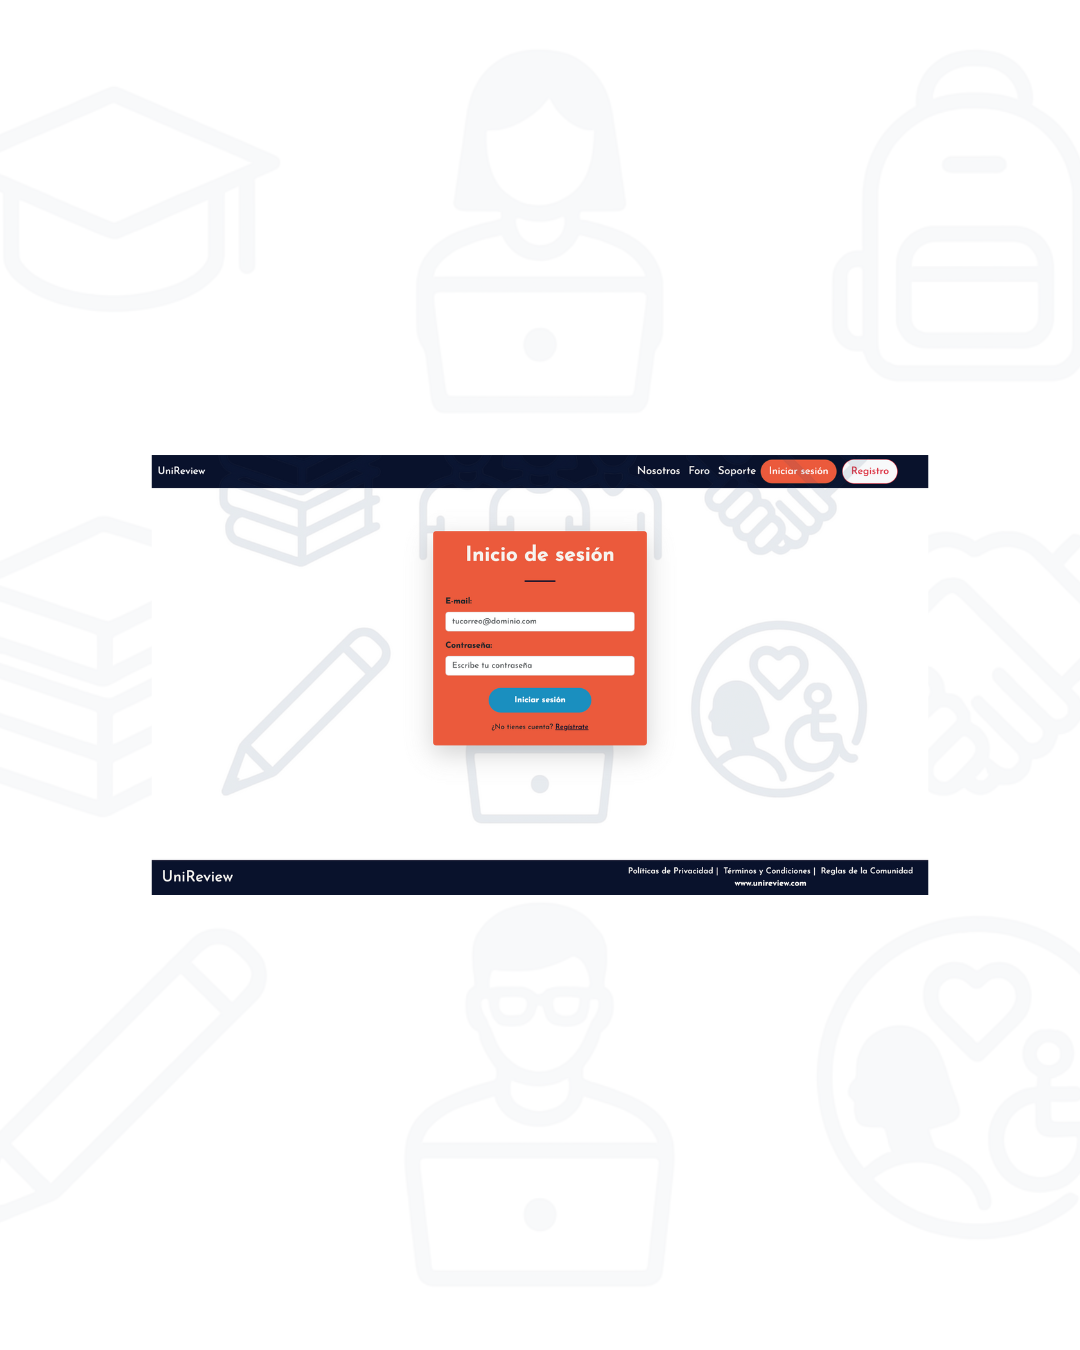 UniReview
Nosotros Foro Soporte Iniciar sesión Registro
Inicio de sesión
E-mail:
tucorreo@dominio.com
Contraseña:
Escribe tu contraseña
Iniciar sesión
¿No tienes cuenta? Regístrate
UniReview
Políticas de Privacidad | Términos y Condiciones | Reglas de la Comunidad
www.unireview.com